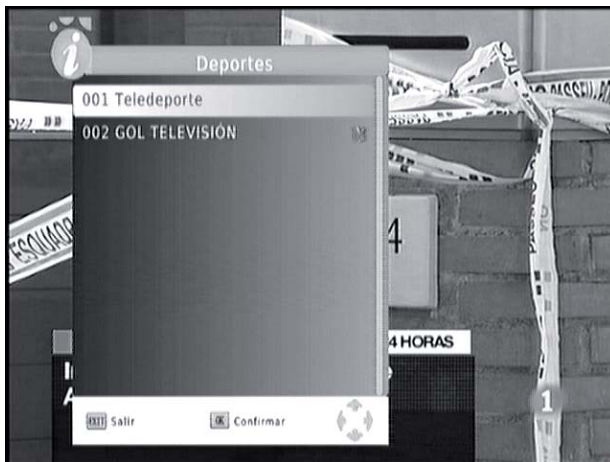 i
Deportes
001 Teledeporte
002 GOL TELEVISIÓN
4
4 HORAS
EXIT Salir
OK Confirmar
1